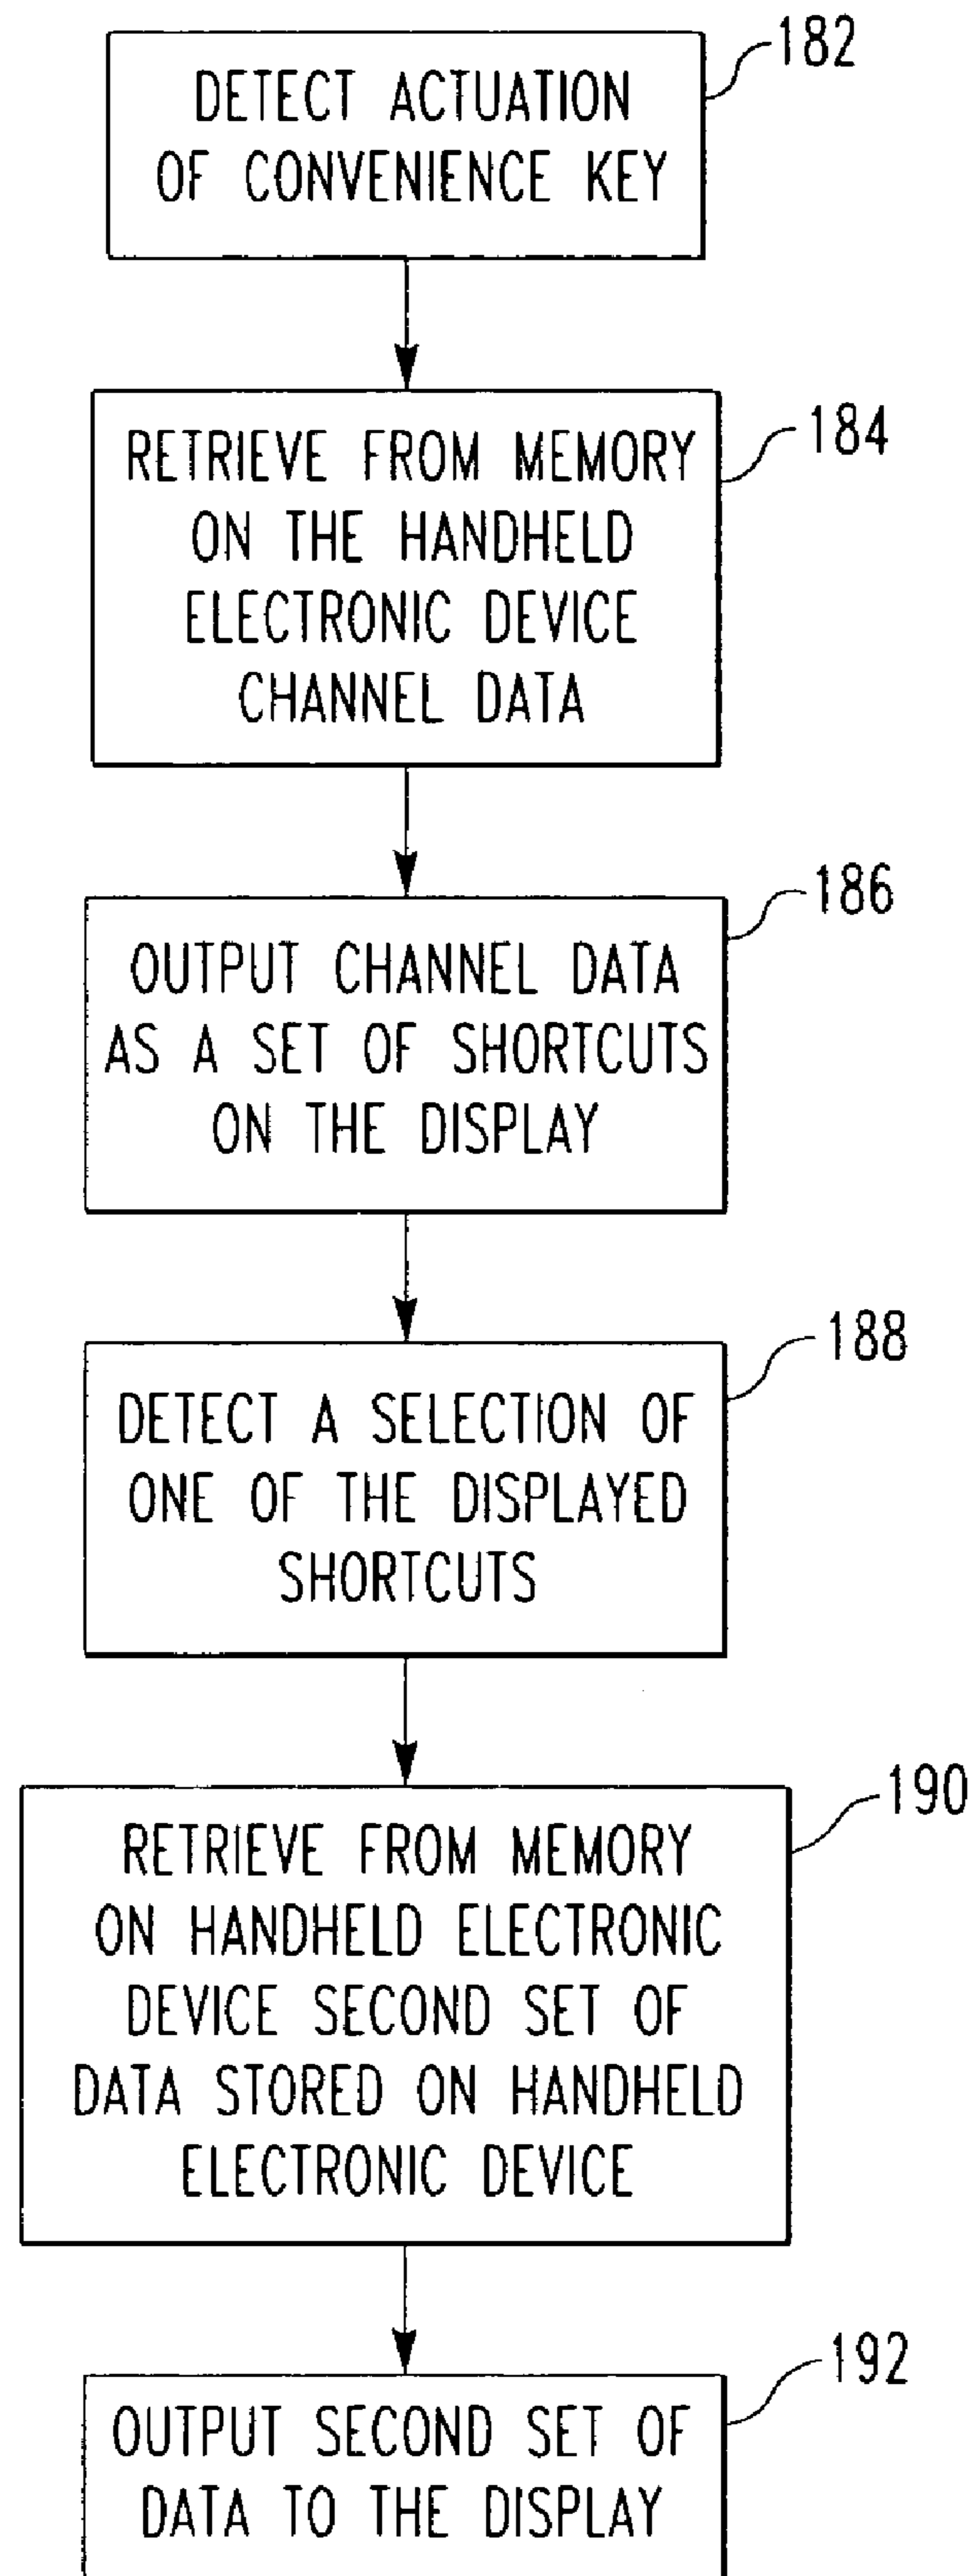 182
DETECT ACTUATION
OF CONVENIENCE KEY
184
RETRIEVE FROM MEMORY
ON THE HANDHELD
ELECTRONIC DEVICE
CHANNEL DATA
186
OUTPUT CHANNEL DATA
AS A SET OF SHORTCUTS
ON THE DISPLAY
188
DETECT A SELECTION OF
ONE OF THE DISPLAYED
SHORTCUTS
190
RETRIEVE FROM MEMORY
ON HANDHELD ELECTRONIC
DEVICE SECOND SET OF
DATA STORED ON HANDHELD
ELECTRONIC DEVICE
192
OUTPUT SECOND SET OF
DATA TO THE DISPLAY